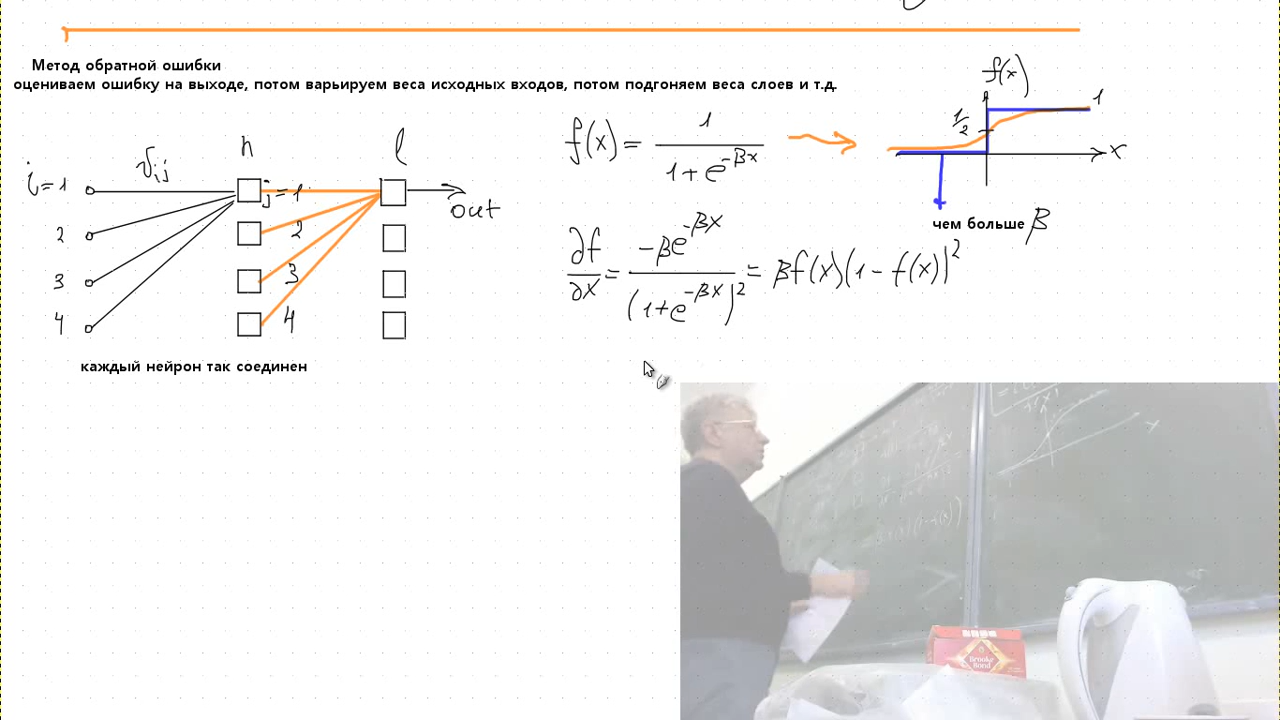 Метод обратной ошибки
оцениваем ошибку на выходе, потом варьируем веса исходных входов, потом подгоняем веса слоев и т.д.
h
l
i=1
v_ij
j=1
out
2
2
3
3
4
4
каждый нейрон так соединен
f(x) = 1 / (1+e^{-βx})
f(x)
1
1/2
x
чем больше β
∂f/∂x = -βe^{-βx} / (1+e^{-βx})^2 = βf(x)(1-f(x))^2
Brooke
Bond